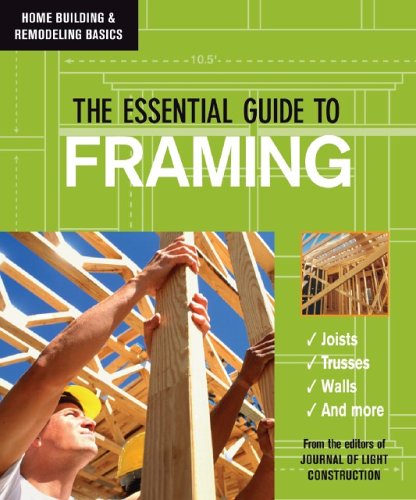 HOME BUILDING &
REMODELING BASICS
10.5'
THE ESSENTIAL GUIDE TO
FRAMING
✓ Joists
✓ Trusses
✓ Walls
✓ And more
From the editors of
JOURNAL OF LIGHT
CONSTRUCTION